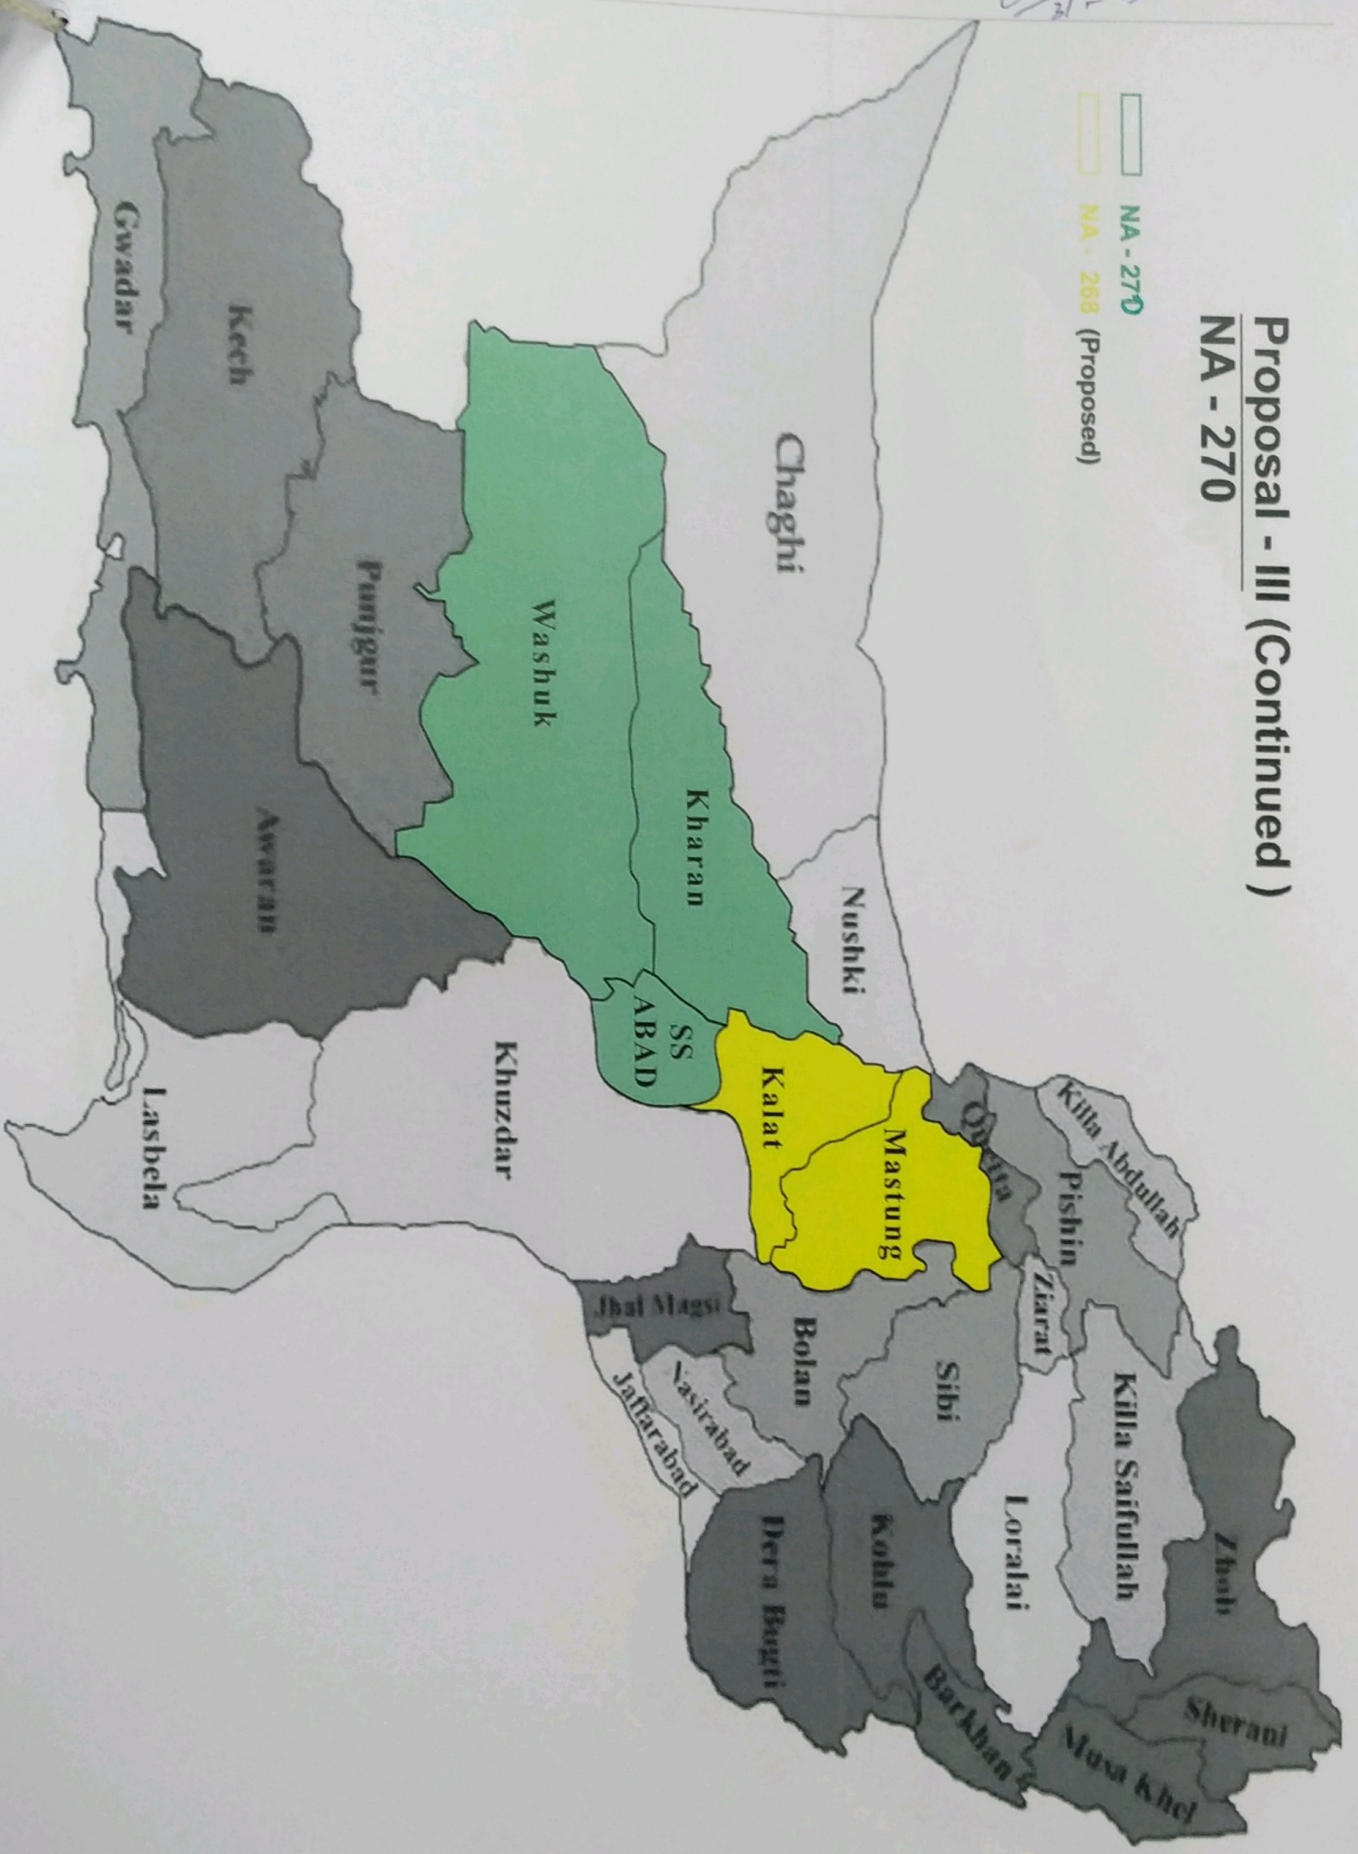 Proposal - III (Continued )
NA - 270
NA - 270
NA - 268 (Proposed)
Killa Abdullah
Pishin
Quetta
Ziarat
Killa Saifullah
Zhob
Sherani
Musa Khel
Loralai
Barkhan
Sibi
Kohlu
Mastung
Nushki
Chaghi
Kalat
Bolan
Dera Bugti
Kharan
SS
ABAD
Nasirabad
Jhal Magsi
Jaffarabad
Washuk
Khuzdar
Punjgur
Kech
Awaran
Gwadar
Lasbela